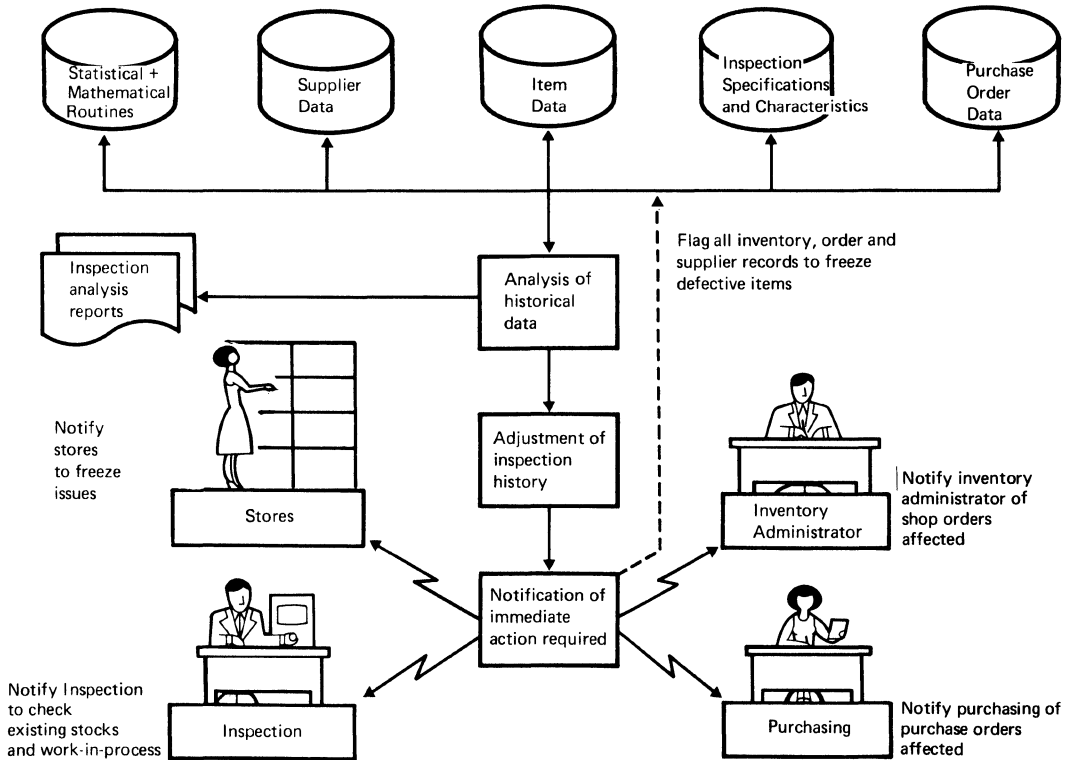 Statistical +
Mathematical
Routines
Supplier
Data
Item
Data
Inspection
Specifications
and Characteristics
Purchase
Order
Data
Flag all inventory, order and
supplier records to freeze
defective items
Inspection
analysis
reports
Analysis of
historical
data
Notify
stores
to freeze
issues
Stores
Adjustment of
inspection
history
Inventory
Administrator
Notify inventory
administrator of
shop orders
affected
Notification of
immediate
action required
Notify Inspection
to check
existing stocks
and work-in-process
Inspection
Purchasing
Notify purchasing of
purchase orders
affected